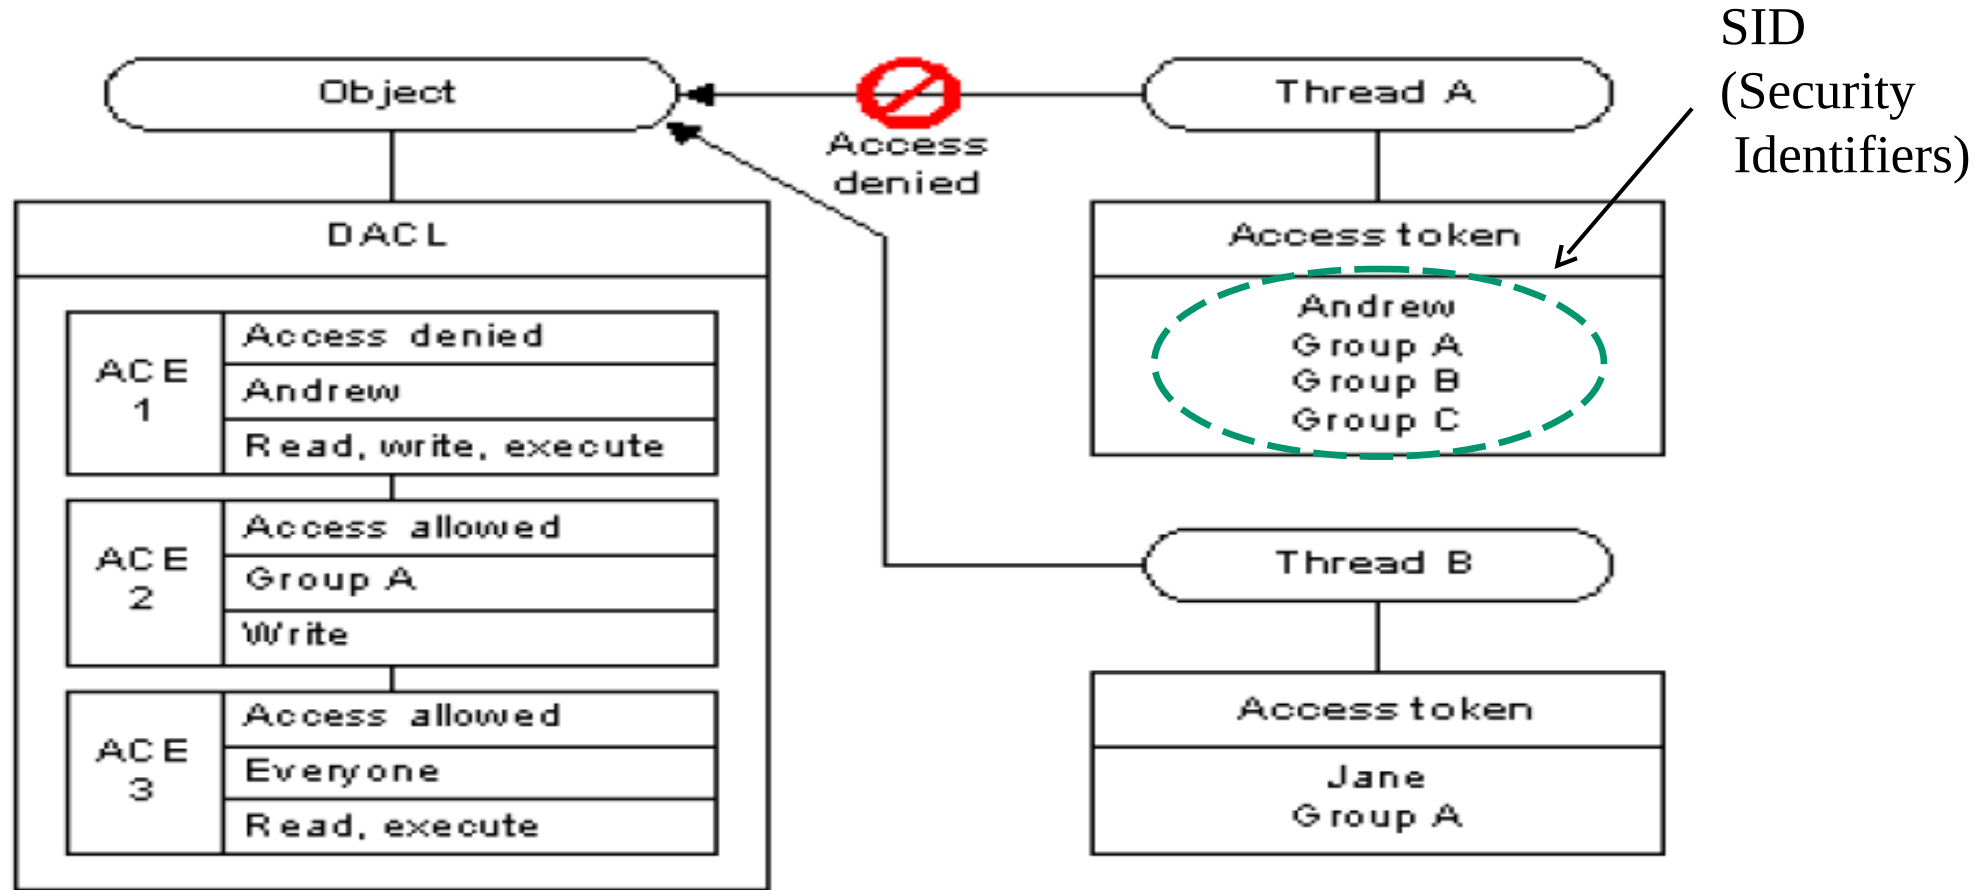 SID
(Security
Identifiers)
Object
Access
denied
Thread A
DACL
ACE
1
Access denied
Andrew
Read, write, execute
ACE
2
Access allowed
Group A
Write
ACE
3
Access allowed
Everyone
Read, execute
Access token
Andrew
Group A
Group B
Group C
Thread B
Access token
Jane
Group A